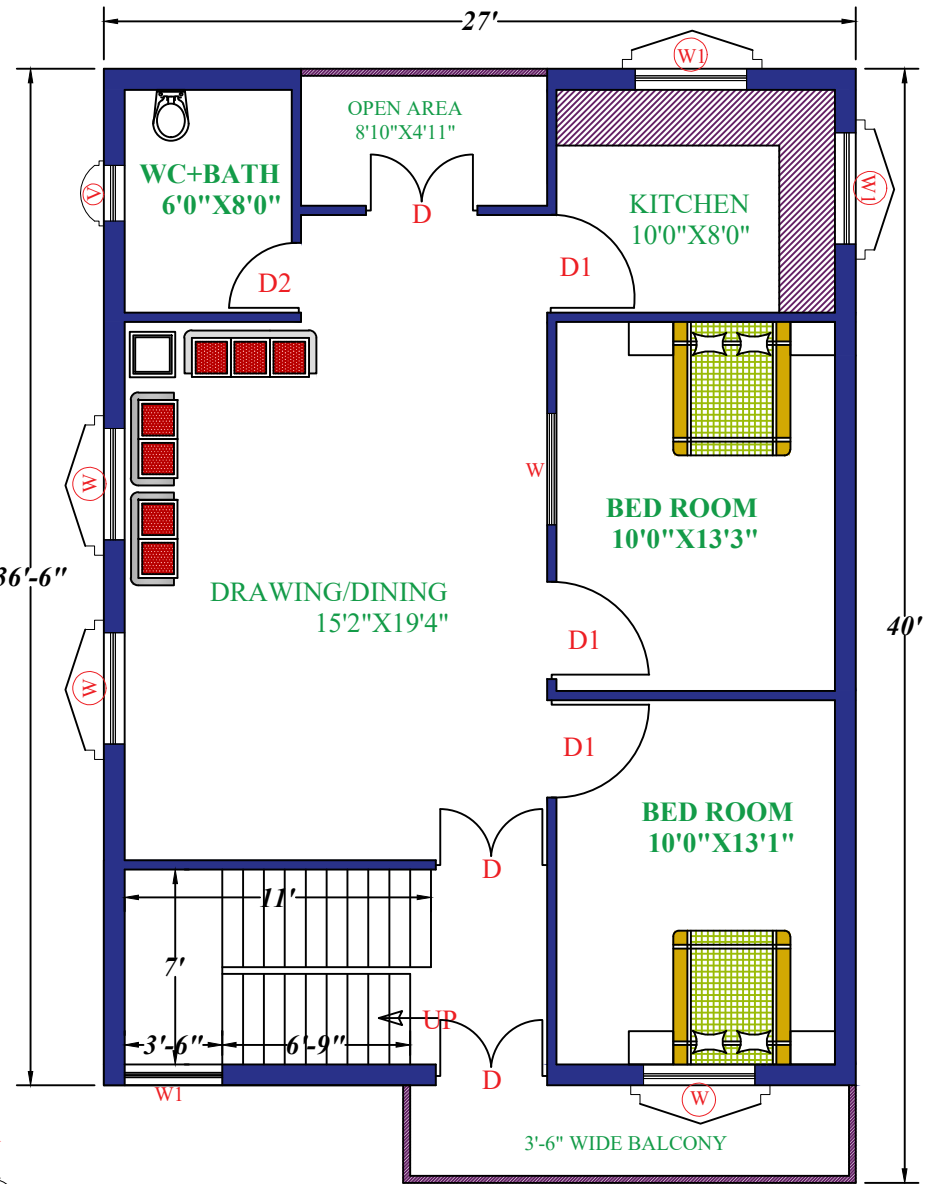 27'
W1
OPEN AREA
8'10"X4'11"
WC+BATH
6'0"X8'0"
V
D
KITCHEN
10'0"X8'0"
W1
D2
D1
W
W
BED ROOM
10'0"X13'3"
36'-6"
DRAWING/DINING
15'2"X19'4"
40'
D1
W
D1
BED ROOM
10'0"X13'1"
D
11'
7'
UP
3'-6"
6'-9"
D
W1
W
3'-6" WIDE BALCONY